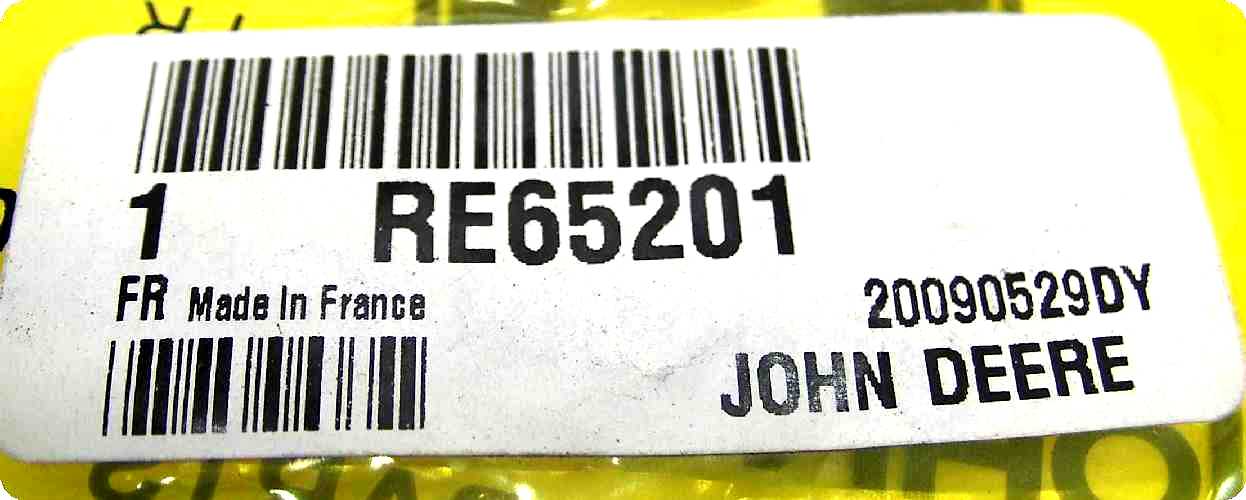 1 RE65201
FR Made In France
20090529DY
JOHN DEERE